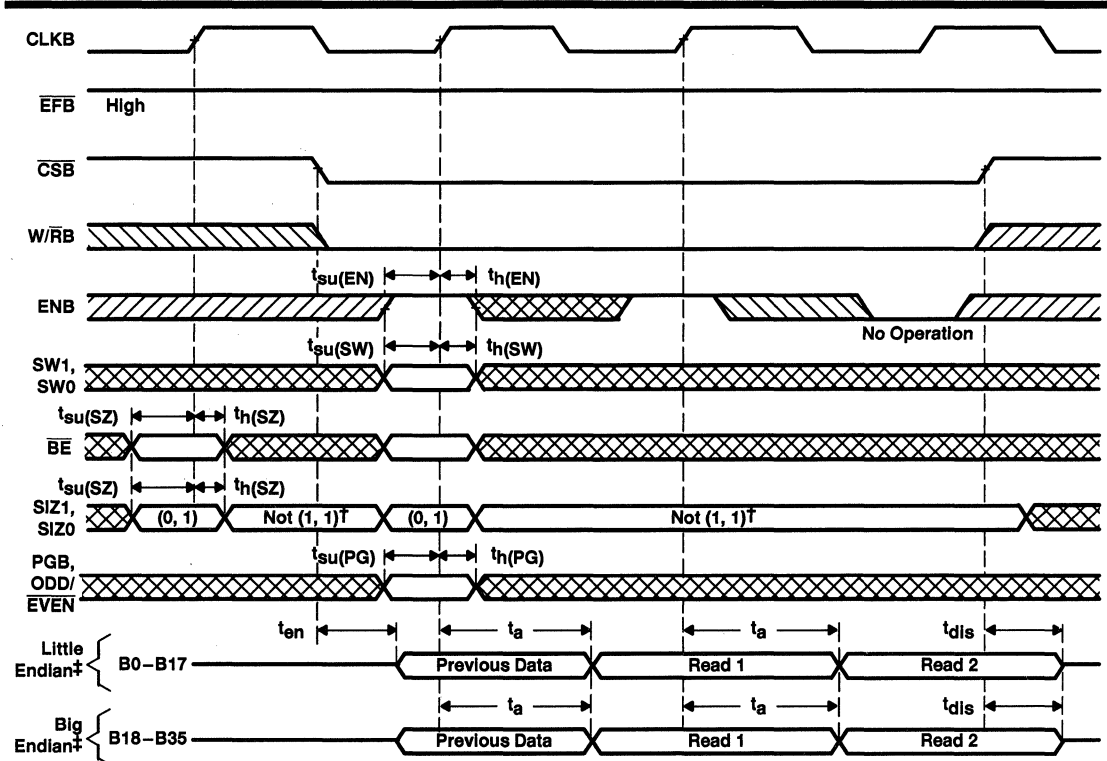 CLKB
EFB High
CSB
W/RB
tsu(EN) th(EN)
ENB
No Operation
tsu(SW) th(SW)
SW1,
SW0
tsu(SZ) th(SZ)
BE
tsu(SZ) th(SZ)
SIZ1,
SIZ0
(0, 1) Not (1, 1)† (0, 1) Not (1, 1)†
tsu(PG) th(PG)
PGB,
ODD/
EVEN
ten ta ta tdis
Little
Endian‡ B0–B17 Previous Data Read 1 Read 2
ta ta tdis
Big
Endian‡ B18–B35 Previous Data Read 1 Read 2